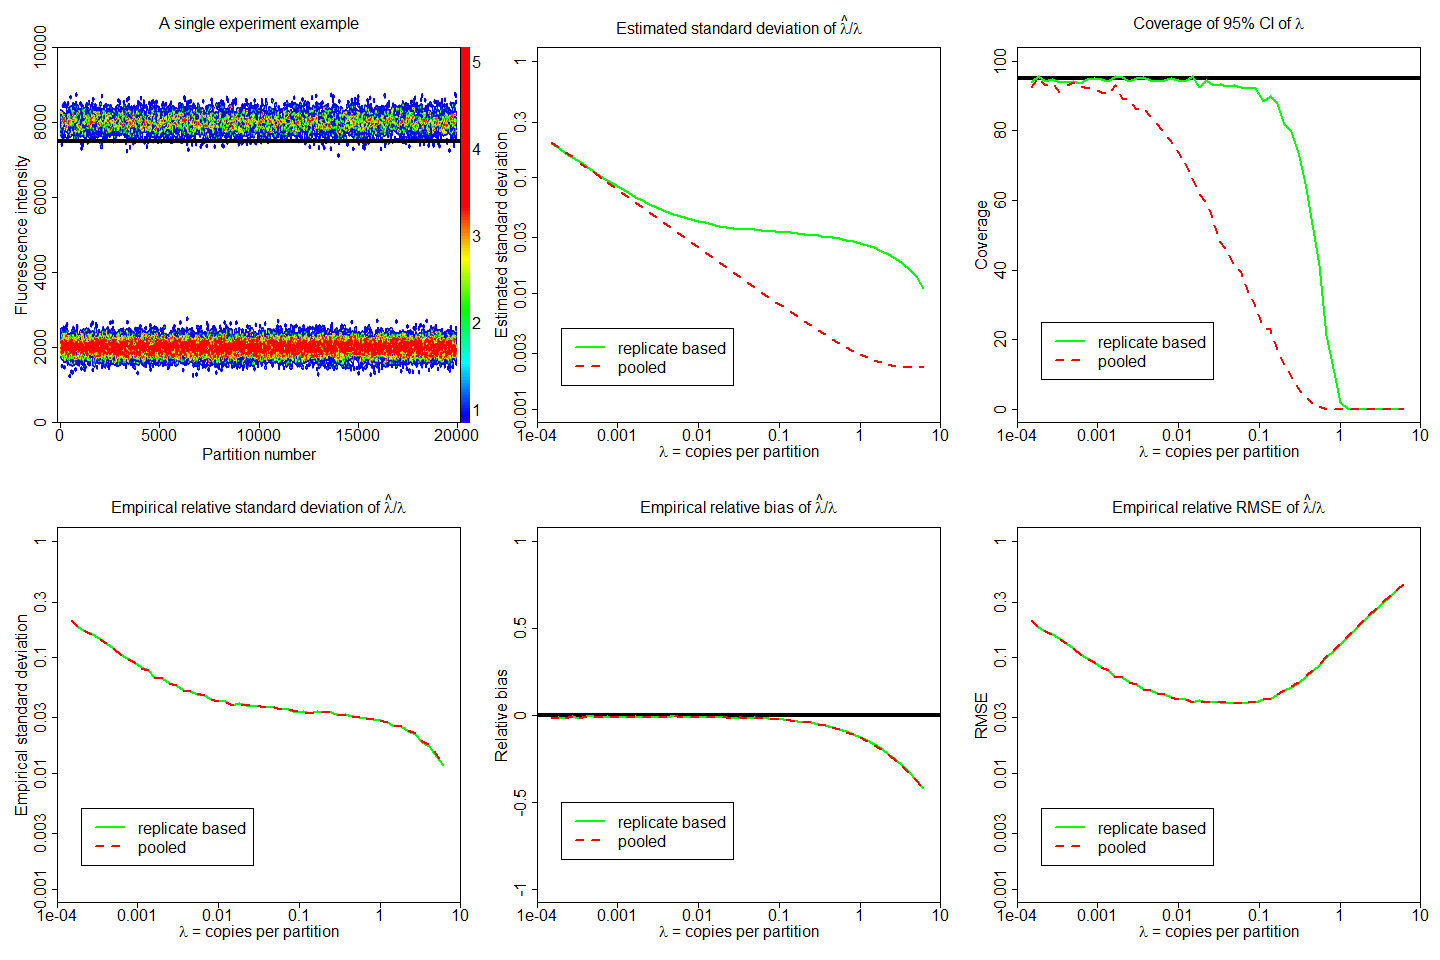 A single experiment example
Fluorescence intensity
0 2000 4000 6000 8000 10000
0 5000 10000 15000 20000
Partition number
1 2 3 4 5
Estimated standard deviation of λ̂/λ
Estimated standard deviation
0.001 0.003 0.01 0.03 0.1 0.3 1
replicate based
pooled
1e-04 0.001 0.01 0.1 1 10
λ = copies per partition
Coverage of 95% CI of λ
Coverage
0 20 40 60 80 100
replicate based
pooled
1e-04 0.001 0.01 0.1 1 10
λ = copies per partition
Empirical relative standard deviation of λ̂/λ
Empirical standard deviation
0.001 0.003 0.01 0.03 0.1 0.3 1
replicate based
pooled
1e-04 0.001 0.01 0.1 1 10
λ = copies per partition
Empirical relative bias of λ̂/λ
Relative bias
-1 -0.5 0 0.5 1
replicate based
pooled
1e-04 0.001 0.01 0.1 1 10
λ = copies per partition
Empirical relative RMSE of λ̂/λ
RMSE
0.001 0.003 0.01 0.03 0.1 0.3 1
replicate based
pooled
1e-04 0.001 0.01 0.1 1 10
λ = copies per partition